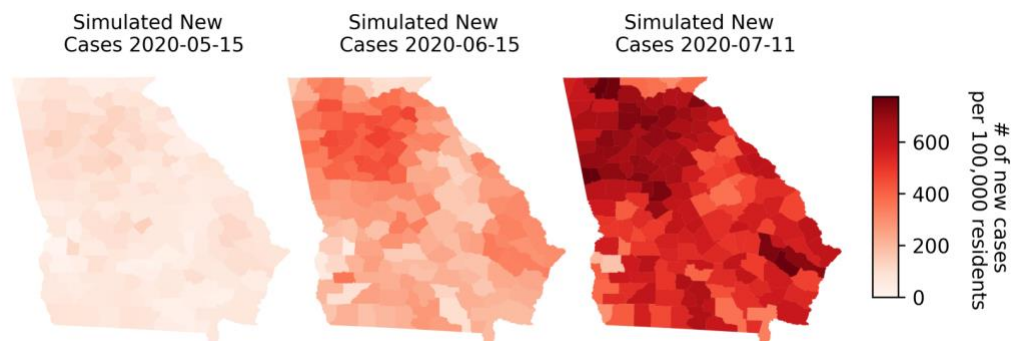 Simulated New
Cases 2020-05-15
Simulated New
Cases 2020-06-15
Simulated New
Cases 2020-07-11
600
400
200
0
# of new cases
per 100,000 residents